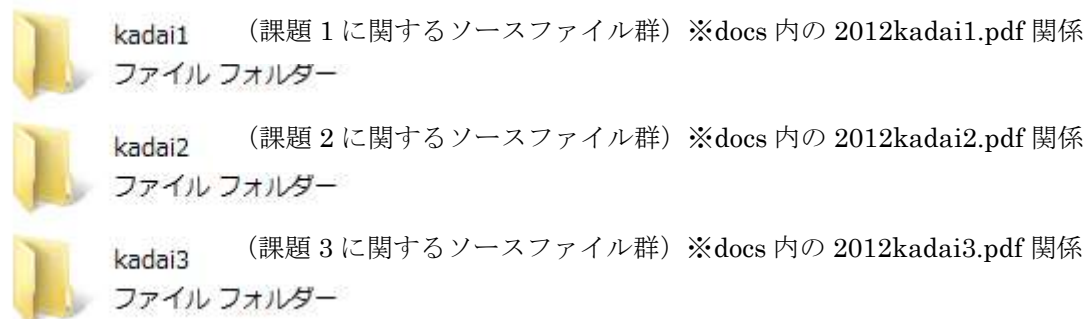 kadai1 （課題 1 に関するソースファイル群）※docs 内の 2012kadai1.pdf 関係
ファイル フォルダー
kadai2 （課題 2 に関するソースファイル群）※docs 内の 2012kadai2.pdf 関係
ファイル フォルダー
kadai3 （課題 3 に関するソースファイル群）※docs 内の 2012kadai3.pdf 関係
ファイル フォルダー